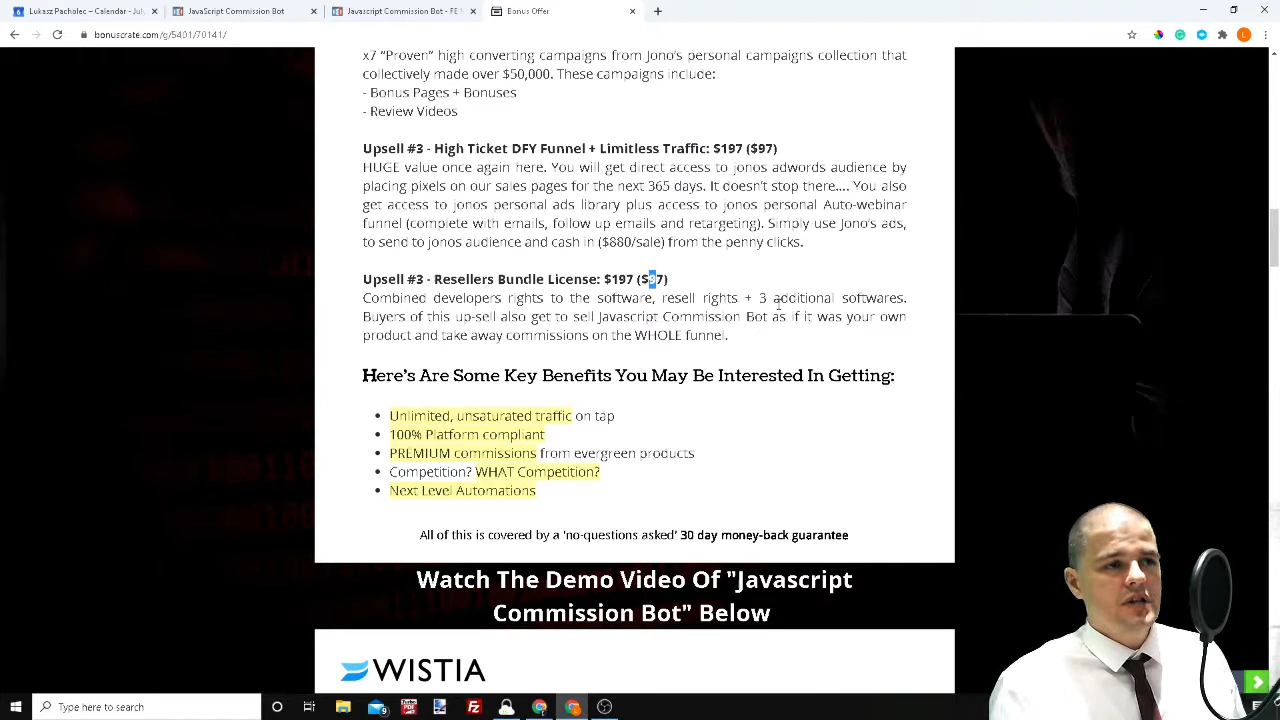 Lukasz Pacholec – Calendar - July
JavaScript Commission Bot
Javascript Commission Bot - FE
Bonus Offer
bonuscrate.com/g/5401/70141/
x7 “Proven” high converting campaigns from Jono’s personal campaigns collection that
collectively made over $50,000. These campaigns include:
- Bonus Pages + Bonuses
- Review Videos
Upsell #3 - High Ticket DFY Funnel + Limitless Traffic: $197 ($97)
HUGE value once again here. You will get direct access to jonos adwords audience by
placing pixels on our sales pages for the next 365 days. It doesn’t stop there.... You also
get access to jonos personal ads library plus access to jonos personal Auto-webinar
funnel (complete with emails, follow up emails and retargeting). Simply use Jono’s ads,
to send to jonos audience and cash in ($880/sale) from the penny clicks.
Upsell #3 - Resellers Bundle License: $197 ($97)
Combined developers rights to the software, resell rights + 3 additional softwares.
Buyers of this up-sell also get to sell Javascript Commission Bot as if it was your own
product and take away commissions on the WHOLE funnel.
Here's Are Some Key Benefits You May Be Interested In Getting:
• Unlimited, unsaturated traffic on tap
• 100% Platform compliant
• PREMIUM commissions from evergreen products
• Competition? WHAT Competition?
• Next Level Automations
All of this is covered by a 'no-questions asked' 30 day money-back guarantee
Watch The Demo Video Of "Javascript
Commission Bot" Below
WISTIA
Type here to search